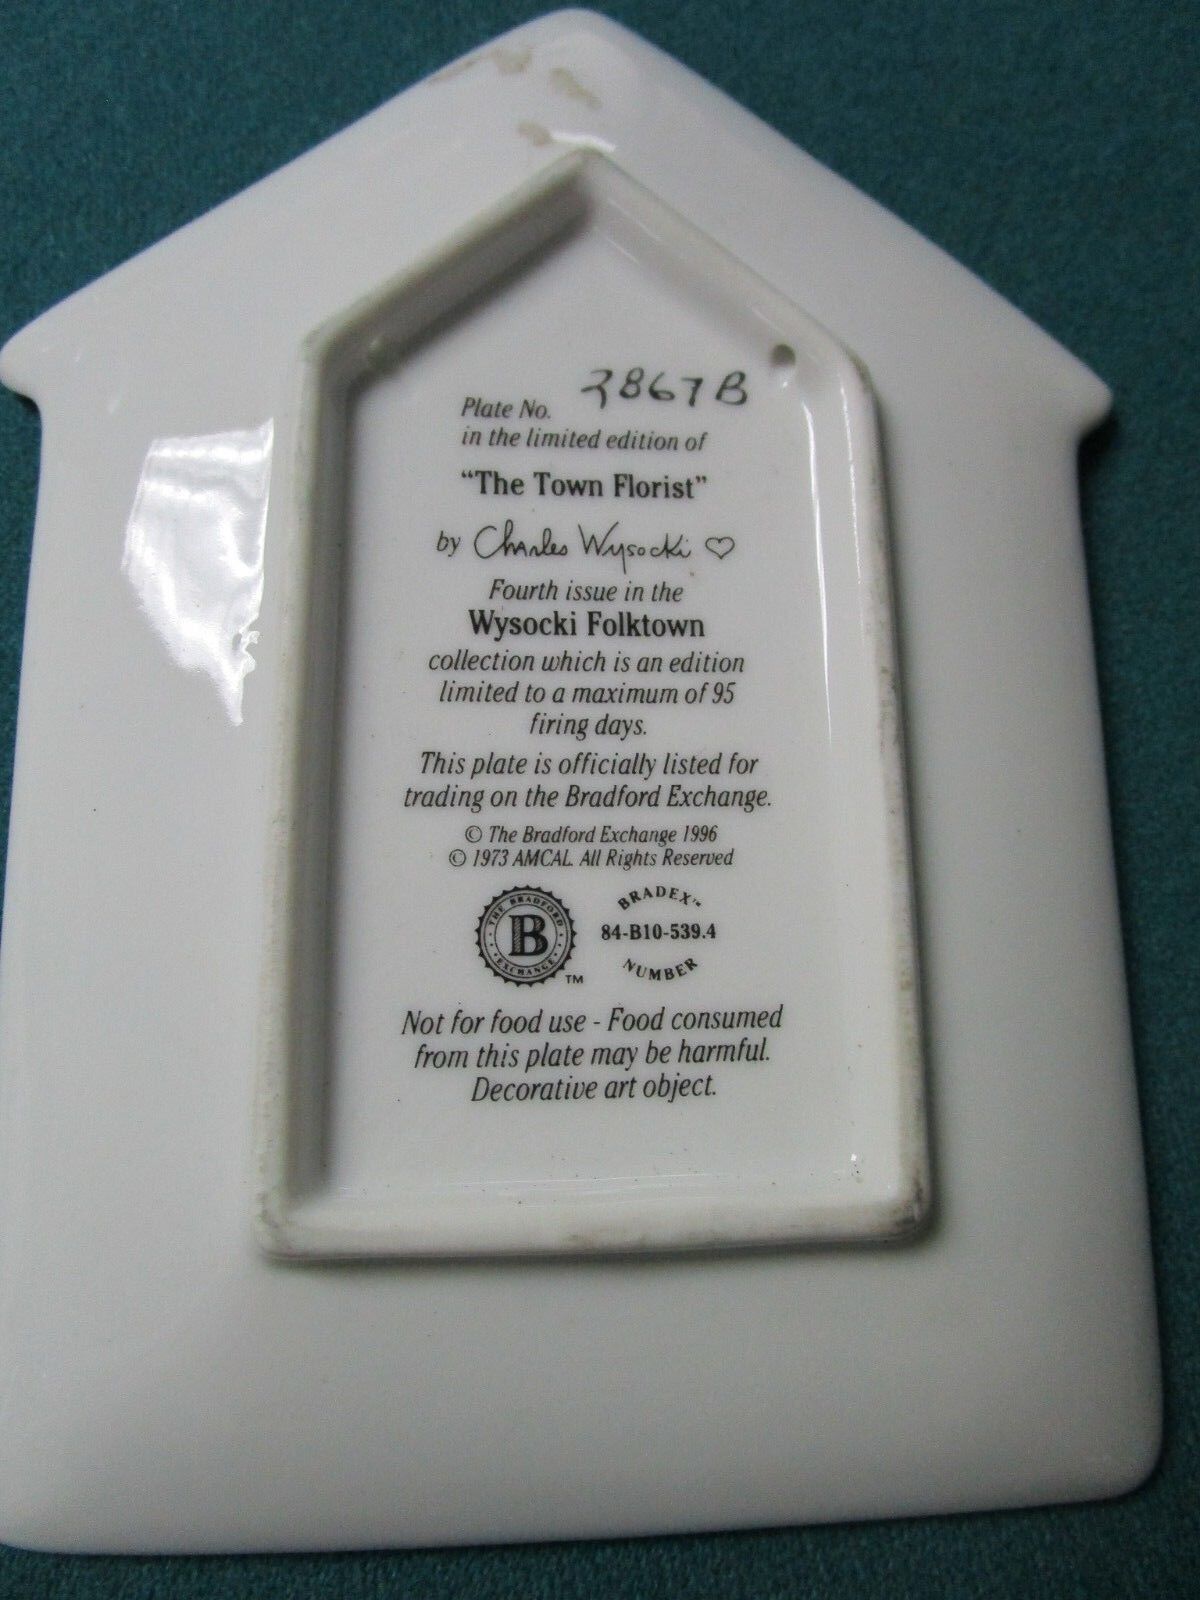 Plate No. 2867B
in the limited edition of
"The Town Florist"
by Charles Wysocki
Fourth issue in the
Wysocki Folktown
collection which is an edition
limited to a maximum of 95
firing days.
This plate is officially listed for
trading on the Bradford Exchange.
© The Bradford Exchange 1996
© 1973 AMCAL. All Rights Reserved
THE BRADFORD
B
EXCHANGE
TM
BRADEX™
84-B10-539.4
NUMBER
Not for food use - Food consumed
from this plate may be harmful.
Decorative art object.